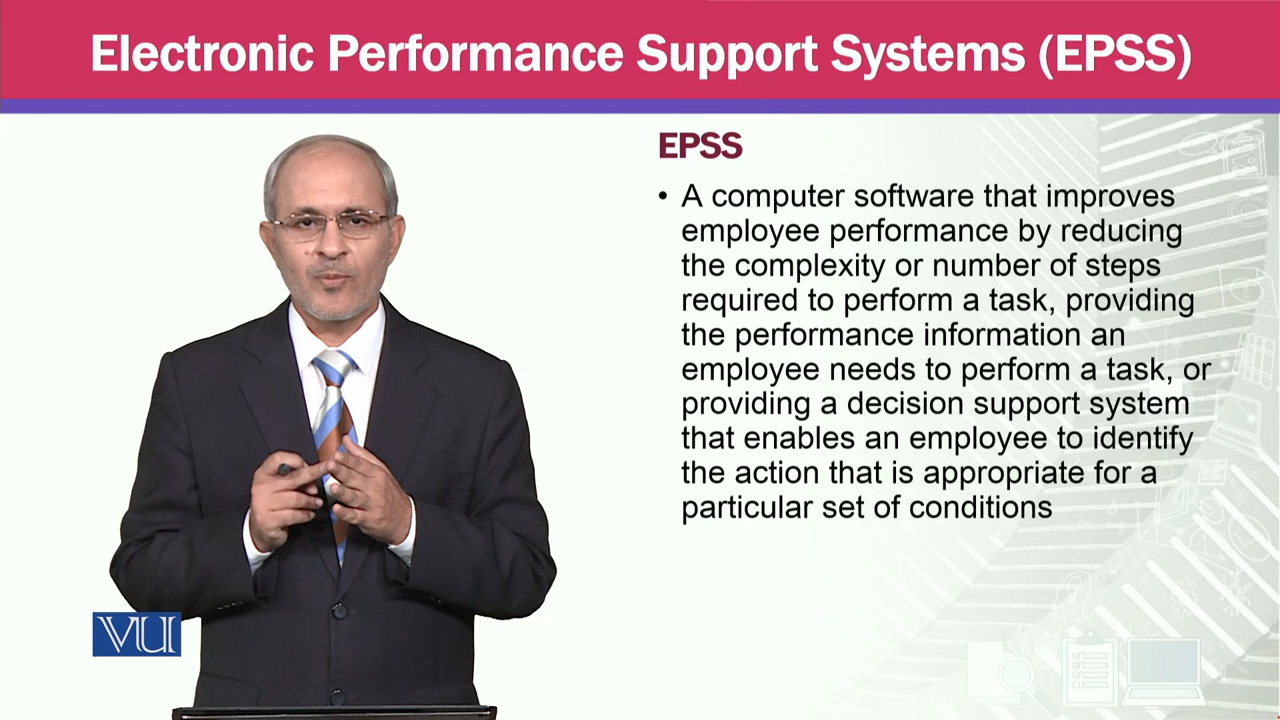 Electronic Performance Support Systems (EPSS)
EPSS
• A computer software that improves
employee performance by reducing
the complexity or number of steps
required to perform a task, providing
the performance information an
employee needs to perform a task, or
providing a decision support system
that enables an employee to identify
the action that is appropriate for a
particular set of conditions
VU